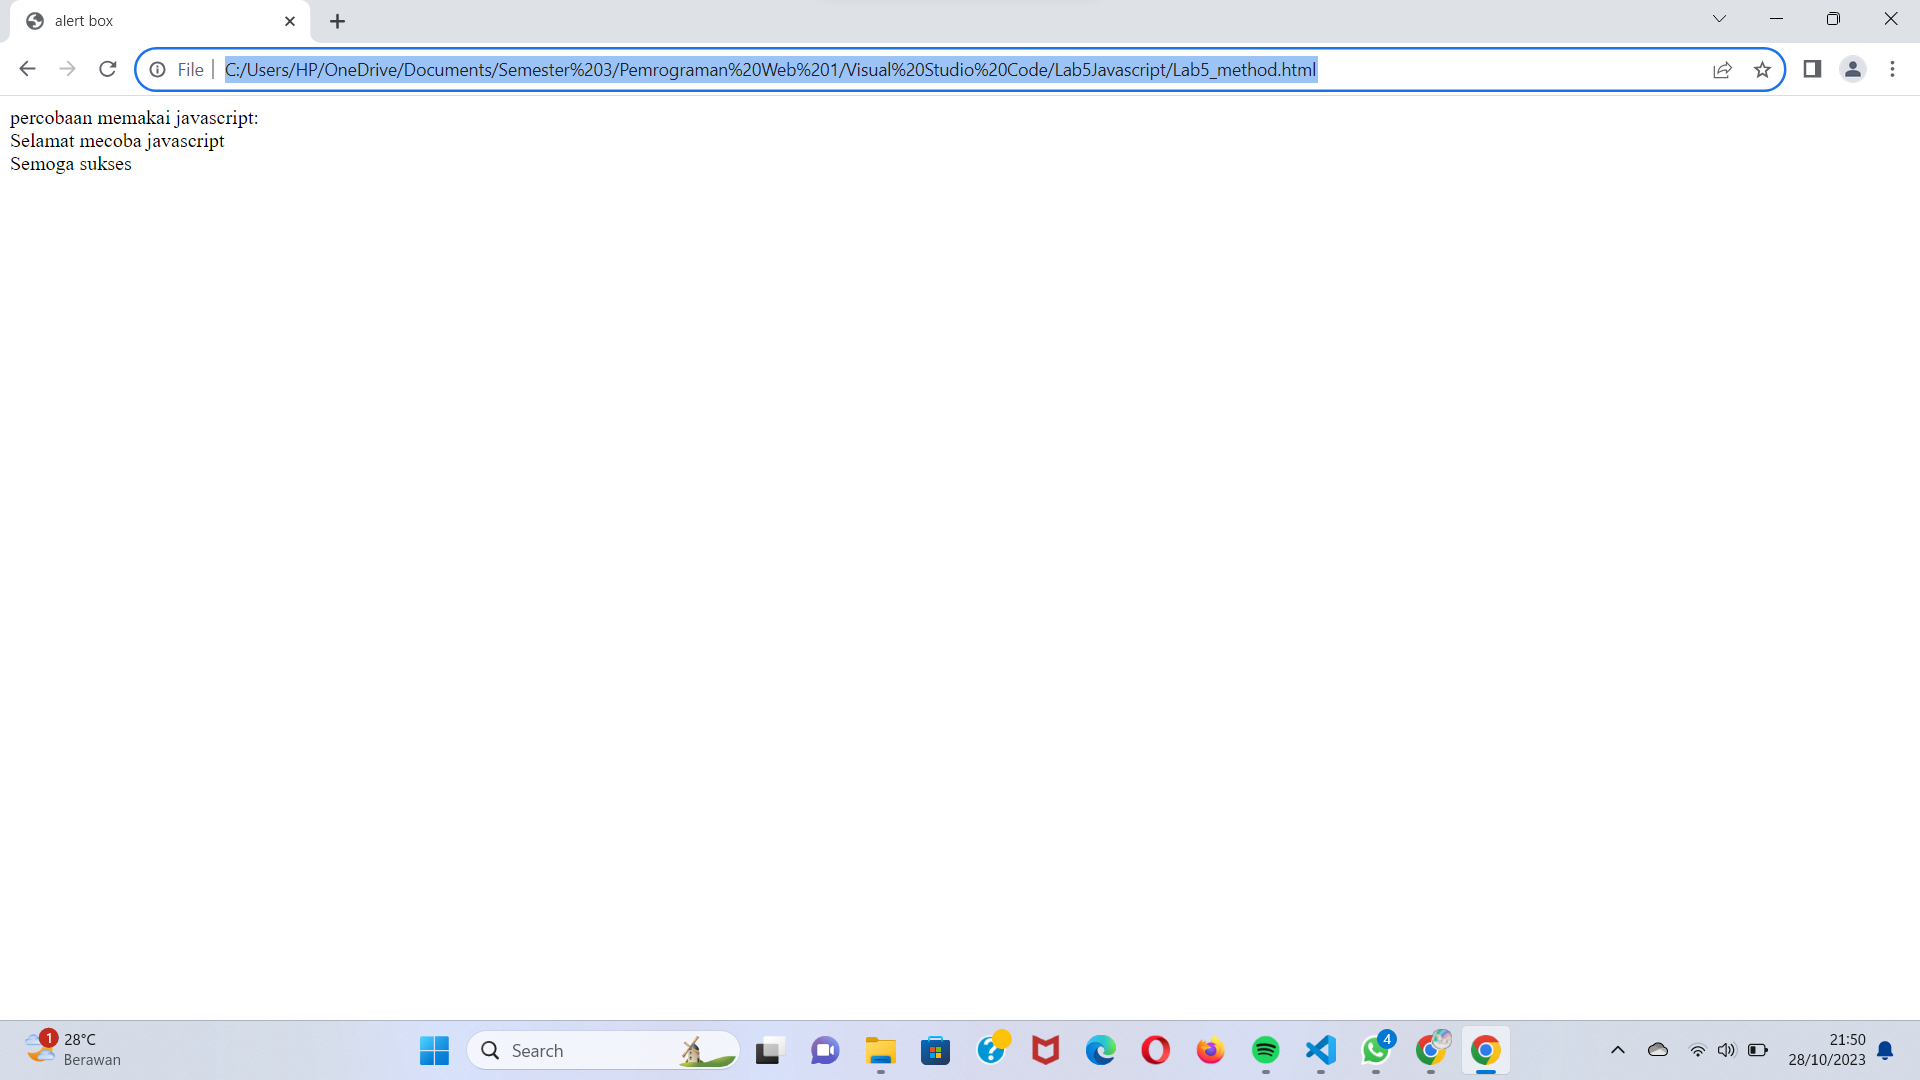 alert box
File
C:/Users/HP/OneDrive/Documents/Semester%203/Pemrograman%20Web%201/Visual%20Studio%20Code/Lab5Javascript/Lab5_method.html
percobaan memakai javascript:
Selamat mecoba javascript
Semoga sukses
1
28°C
Berawan
Search
4
21:50
28/10/2023